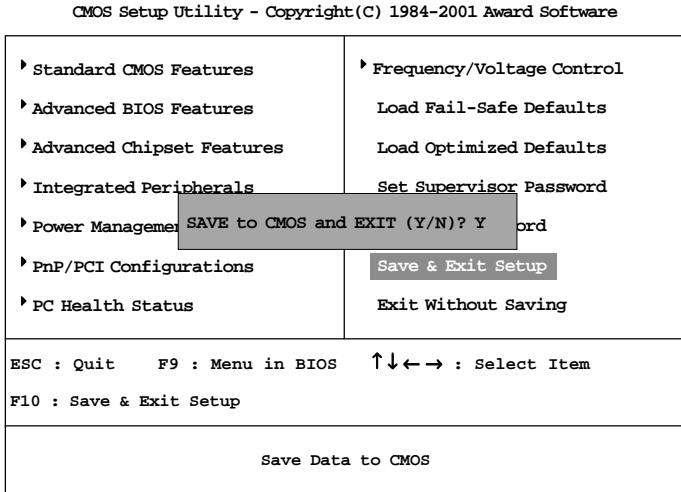 CMOS Setup Utility - Copyright(C) 1984-2001 Award Software
Standard CMOS Features
Advanced BIOS Features
Advanced Chipset Features
Integrated Peripherals
Power Manageme
PnP/PCI Configurations
PC Health Status
Frequency/Voltage Control
Load Fail-Safe Defaults
Load Optimized Defaults
Set Supervisor Password
ord
Save & Exit Setup
Exit Without Saving
SAVE to CMOS and EXIT (Y/N)? Y
ESC : Quit F9 : Menu in BIOS ↑↓←→ : Select Item
F10 : Save & Exit Setup
Save Data to CMOS